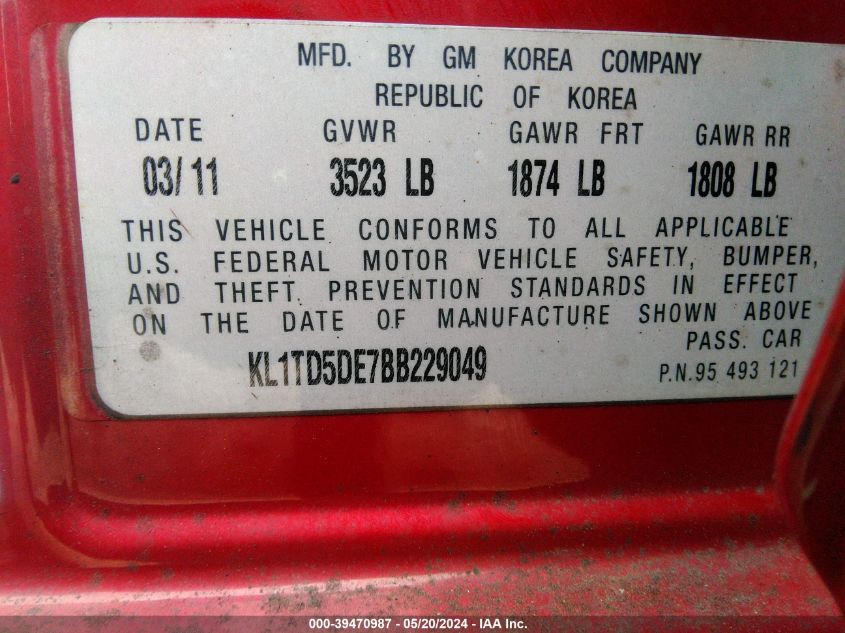 MFD. BY GM KOREA COMPANY
REPUBLIC OF KOREA
DATE GVWR GAWR FRT GAWR RR
03/11 3523 LB 1874 LB 1808 LB
THIS VEHICLE CONFORMS TO ALL APPLICABLE
U.S. FEDERAL MOTOR VEHICLE SAFETY, BUMPER,
AND THEFT PREVENTION STANDARDS IN EFFECT
ON THE DATE OF MANUFACTURE SHOWN ABOVE
PASS. CAR
KL1TD5DE7BB229049 P.N.95 493 121
000-39470987 - 05/20/2024 - IAA Inc.